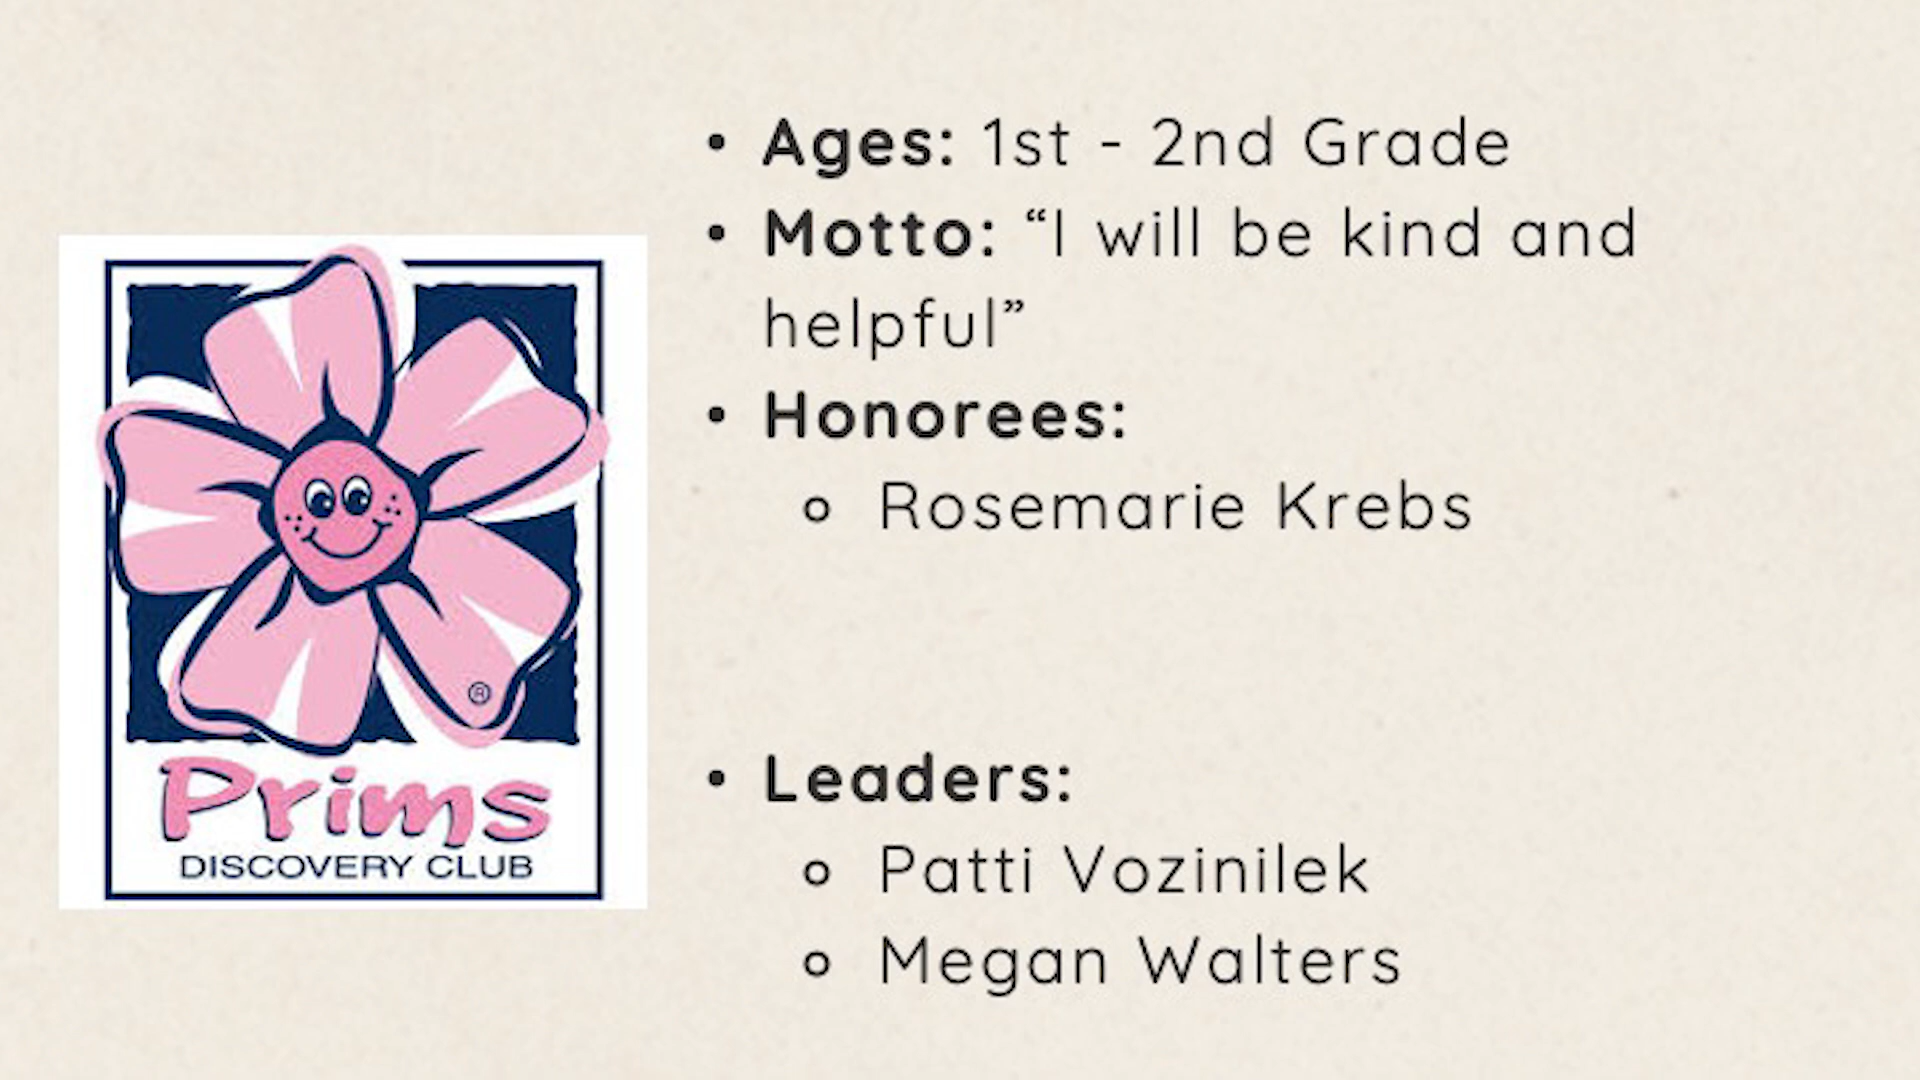 • Ages: 1st - 2nd Grade
• Motto: “I will be kind and
helpful”
• Honorees:
o Rosemarie Krebs
• Leaders:
o Patti Vozinilek
o Megan Walters
®
Prims
DISCOVERY CLUB